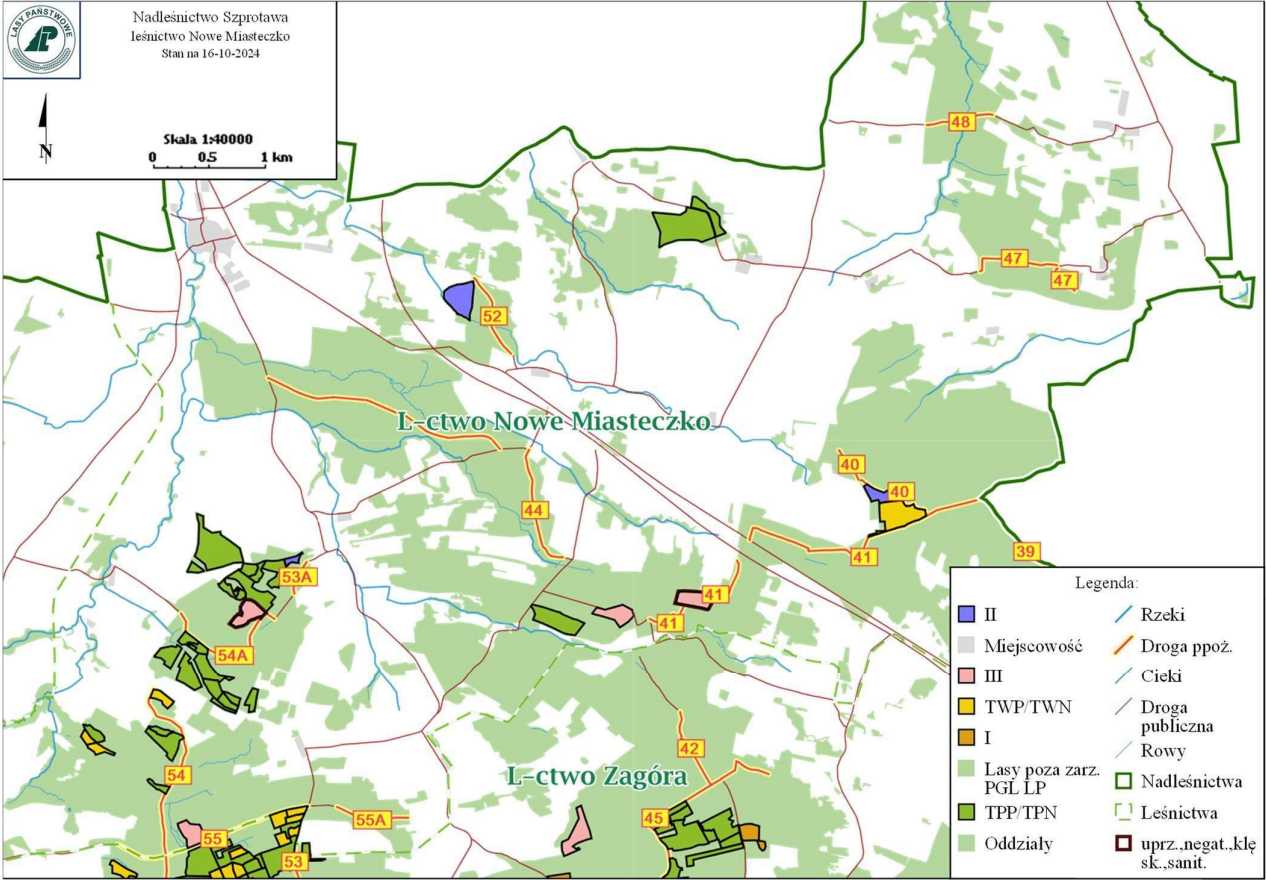 LASY PAŃSTWOWE
Nadleśnictwo Szprotawa
leśnictwo Nowe Miasteczko
Stan na 16-10-2024
Skala 1:40000
0 0.5 1 km
N
48
47
47
52
L-ctwo Nowe Miasteczko
40
40
44
41
39
53A
41
41
54A
42
L-ctwo Zagóra
54
45
55A
55
53
Legenda:
II
Miejscowość
III
TWP/TWN
I
Lasy poza zarz.
PGL LP
TPP/TPN
Oddziały
Rzeki
Droga ppoż.
Cieki
Droga
publiczna
Rowy
Nadleśnictwa
Leśnictwa
uprz.,negat.,klę
sk.,sanit.